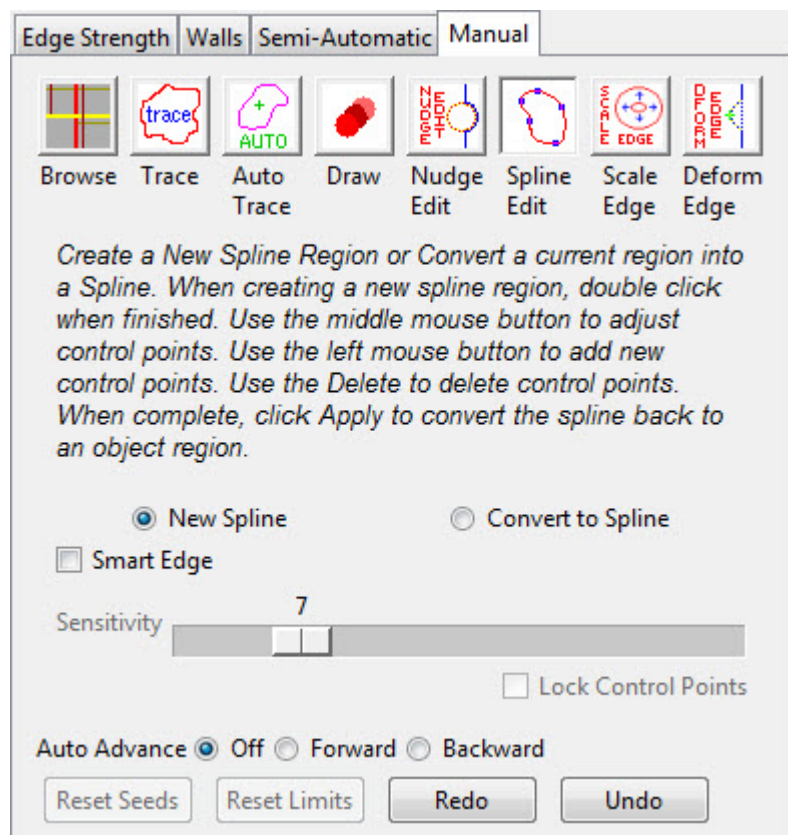 Edge Strength Walls Semi-Automatic Manual
trace AUTO NUDGE EDIT SCALE EDGE DFORM EDGE
Browse Trace Auto Trace Draw Nudge Edit Spline Edit Scale Edge Deform Edge
Create a New Spline Region or Convert a current region into
a Spline. When creating a new spline region, double click
when finished. Use the middle mouse button to adjust
control points. Use the left mouse button to add new
control points. Use the Delete to delete control points.
When complete, click Apply to convert the spline back to
an object region.
New Spline Convert to Spline
Smart Edge
7
Sensitivity
Lock Control Points
Auto Advance Off Forward Backward
Reset Seeds Reset Limits Redo Undo